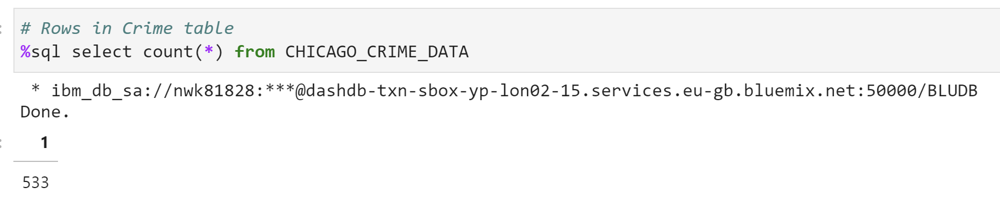 # Rows in Crime table
%sql select count(*) from CHICAGO_CRIME_DATA
* ibm_db_sa://nwk81828:***@dashdb-txn-sbox-yp-lon02-15.services.eu-gb.bluemix.net:50000/BLUDB
Done.
1
533